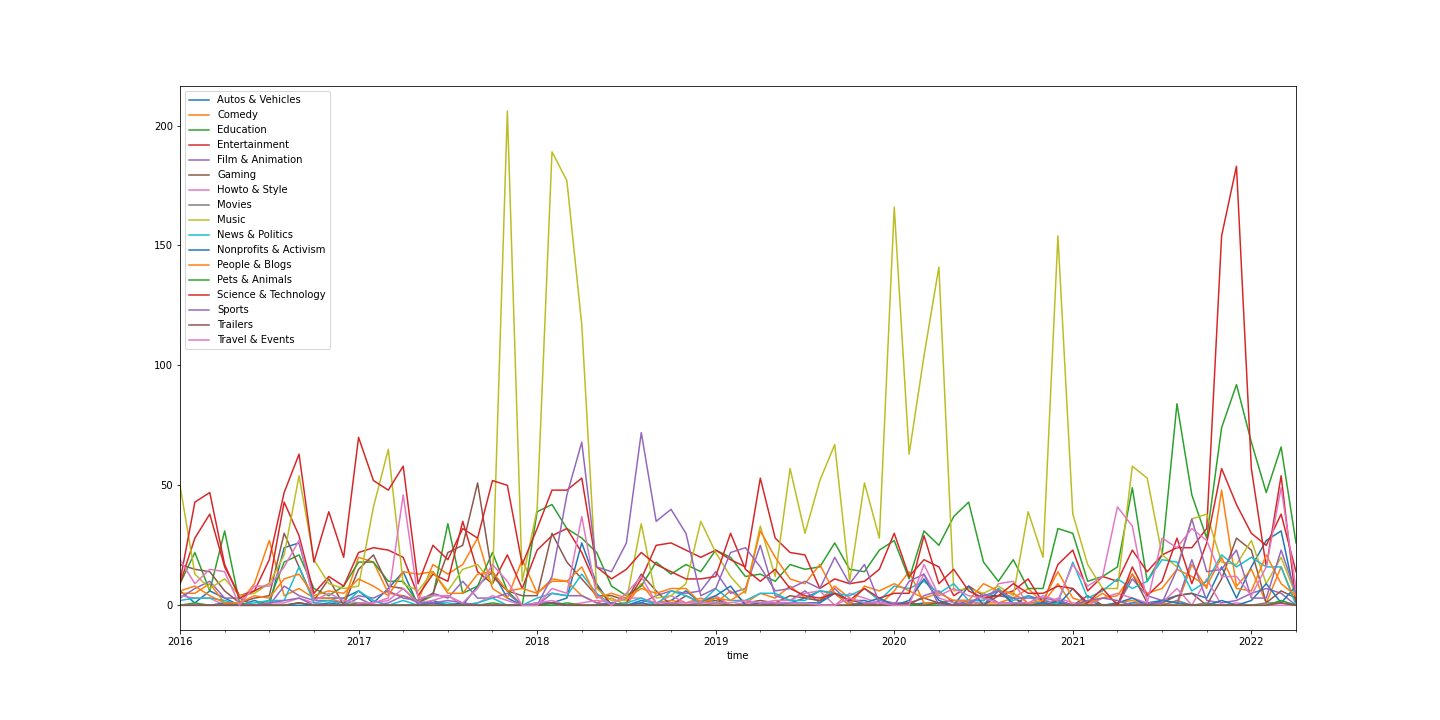 Autos & Vehicles
Comedy
Education
Entertainment
Film & Animation
Gaming
Howto & Style
Movies
Music
News & Politics
Nonprofits & Activism
People & Blogs
Pets & Animals
Science & Technology
Sports
Trailers
Travel & Events
200
150
100
50
0
2016 2017 2018 2019 2020 2021 2022
time